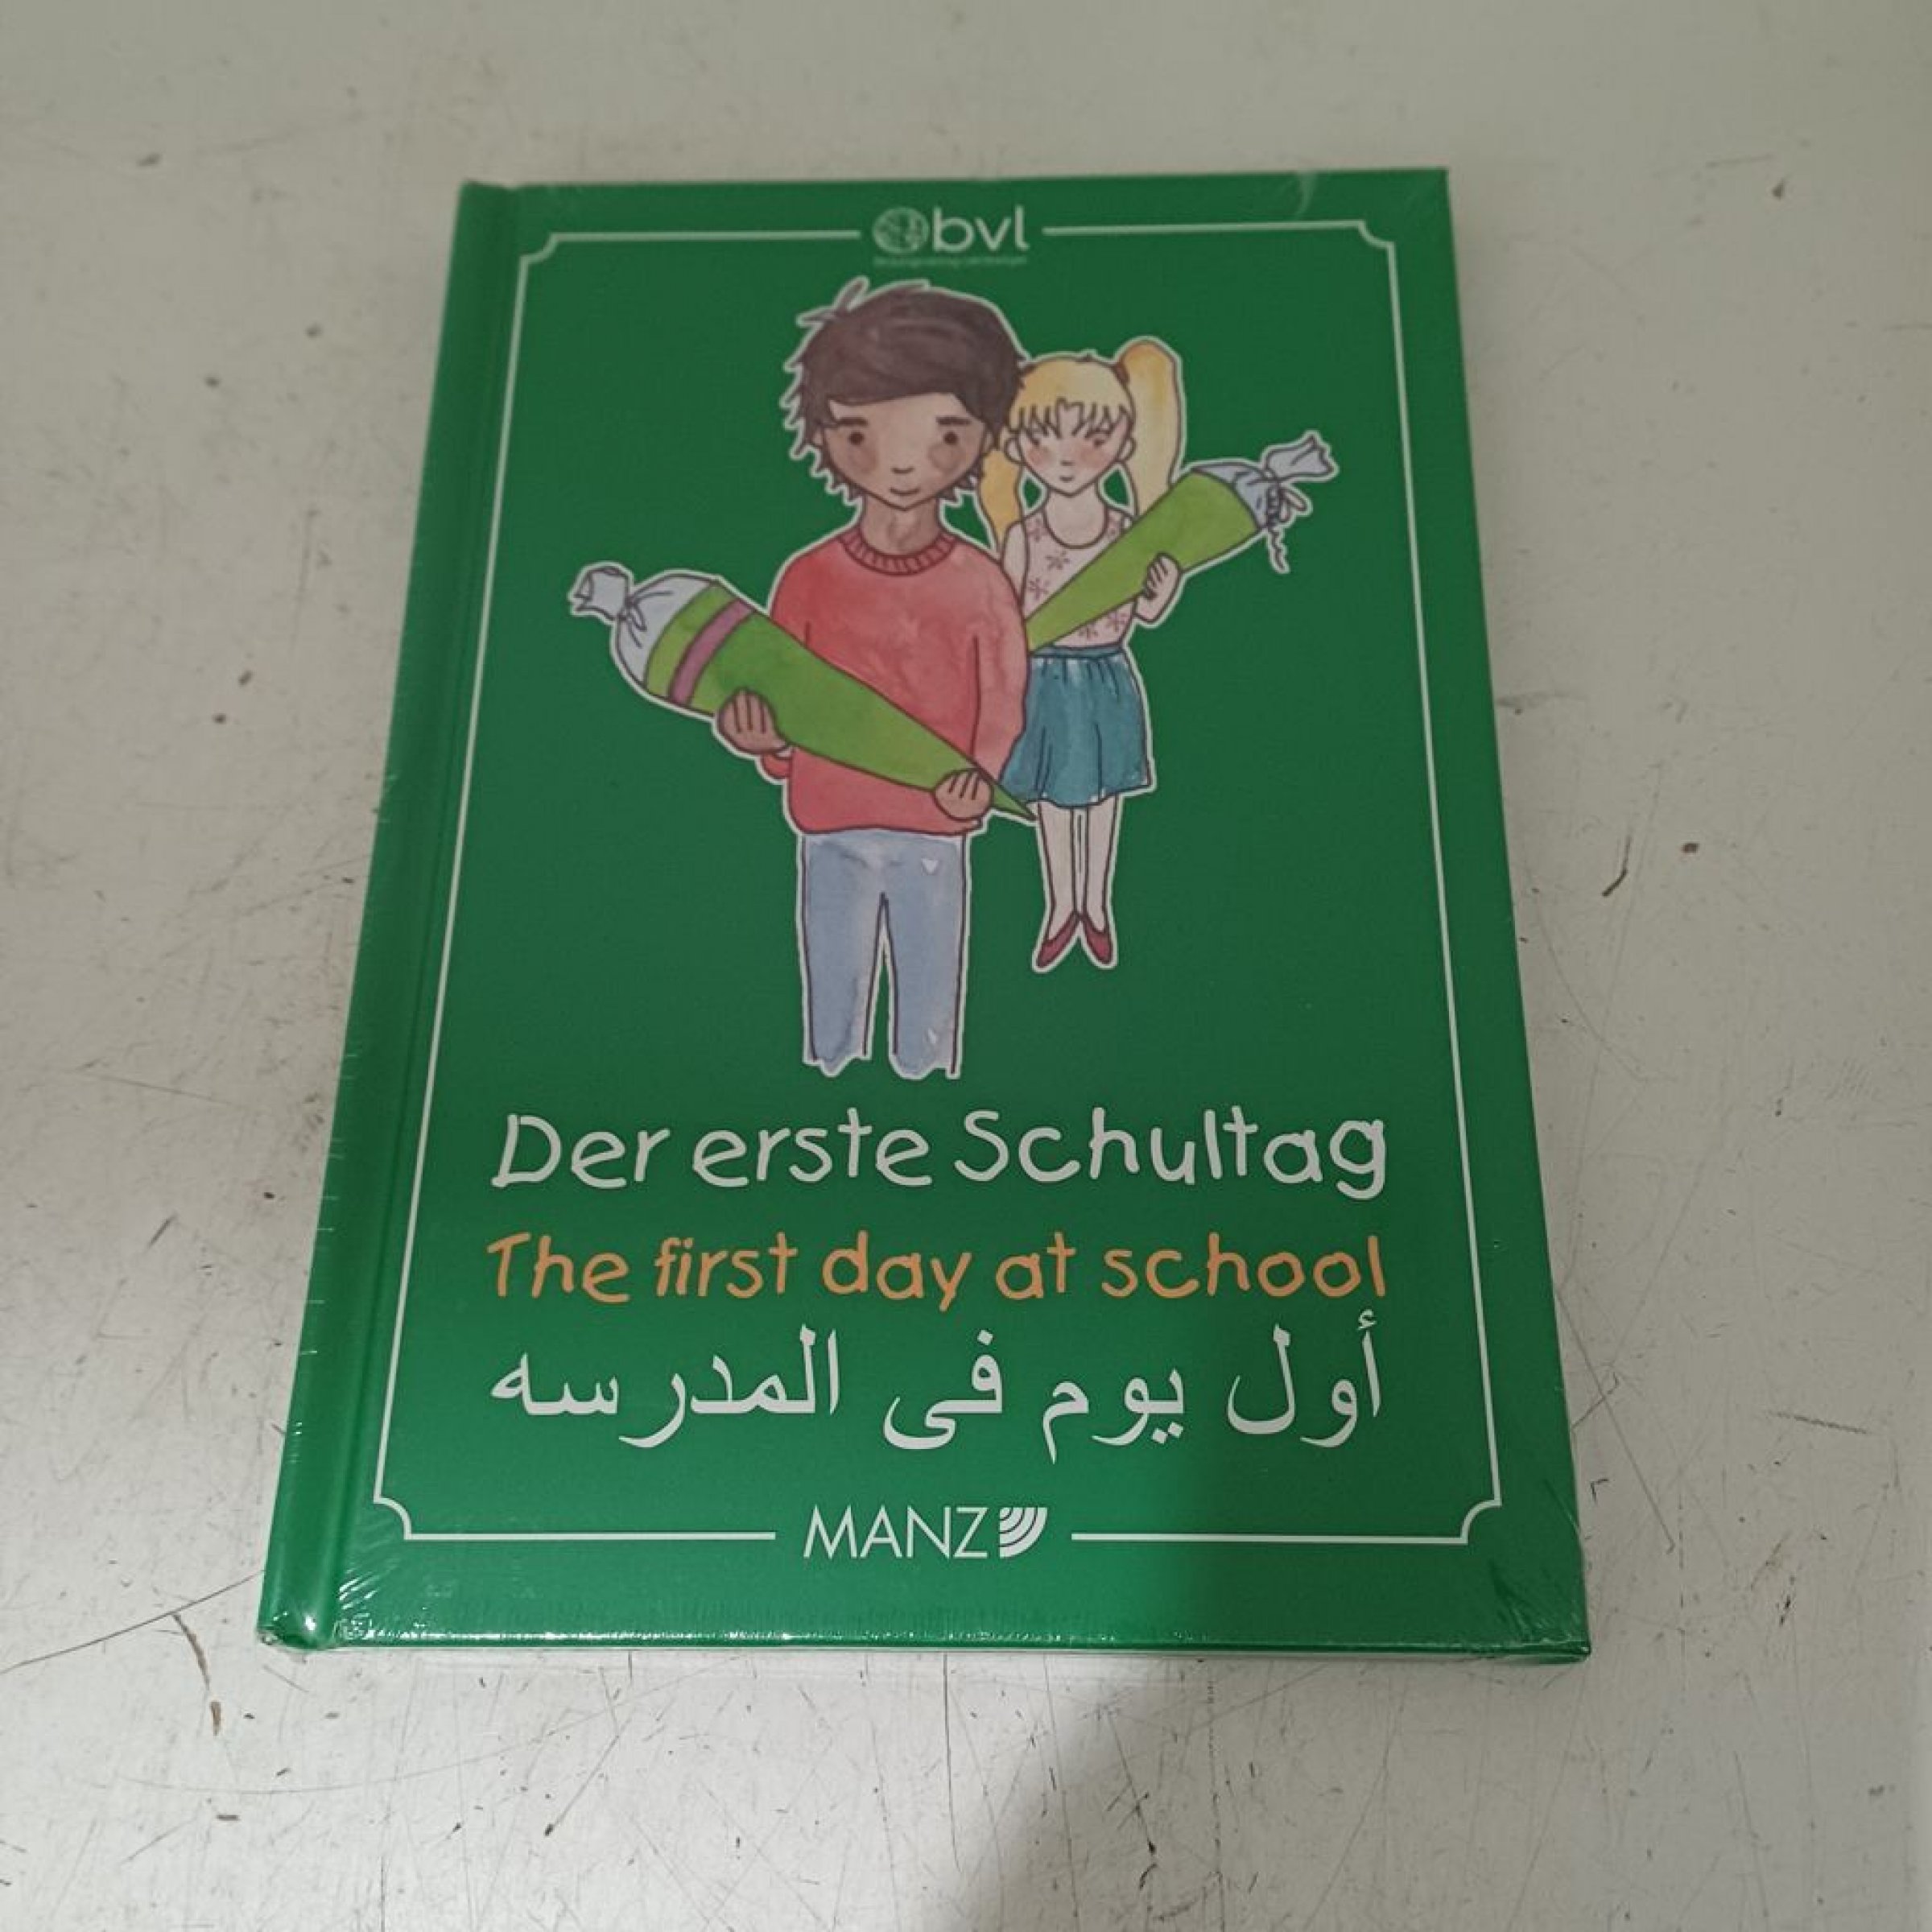 bvl
Der erste Schultag
The first day at school
أول يوم فى المدرسه
MANZ